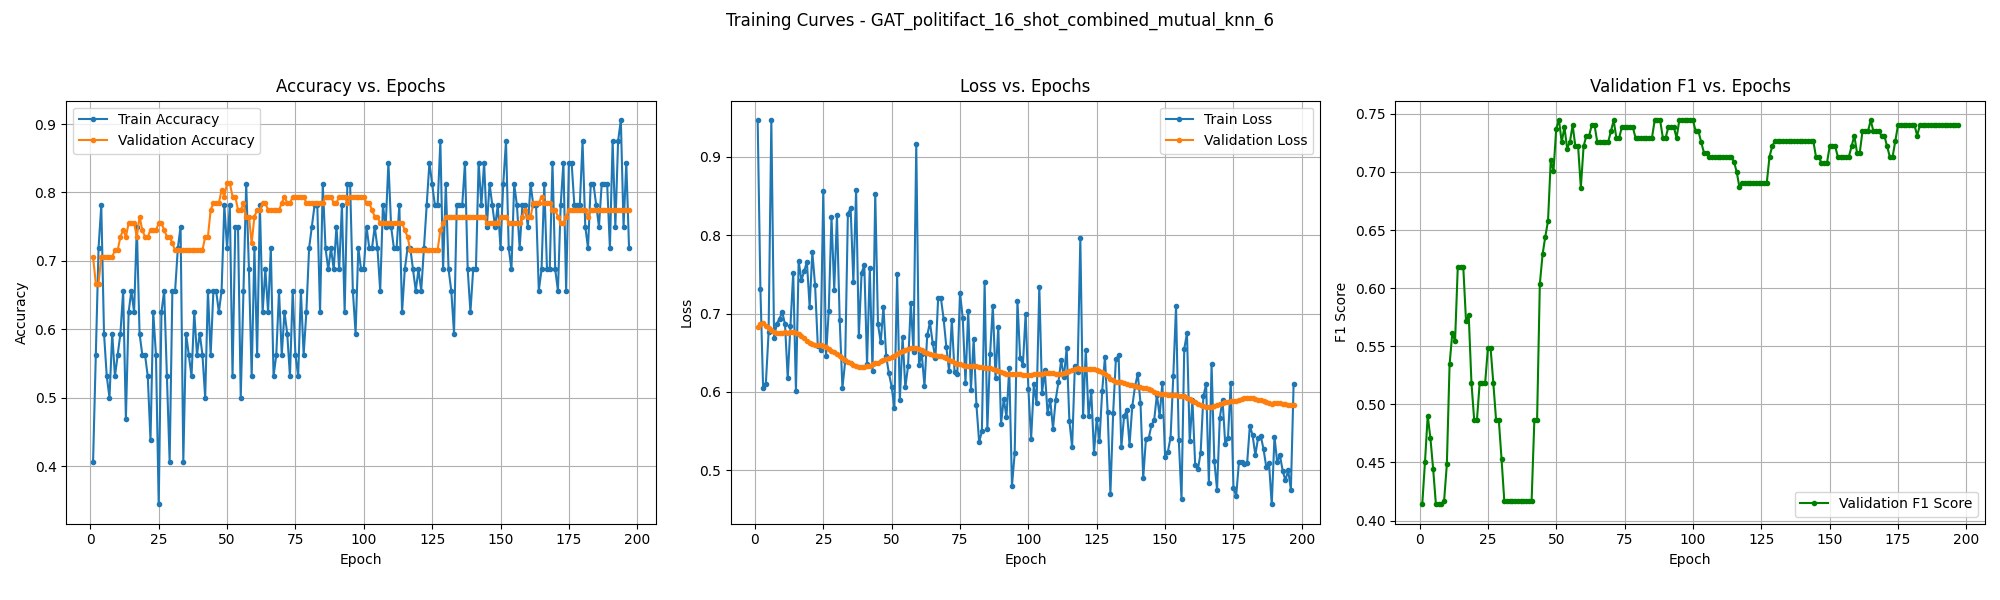 Training Curves - GAT_politifact_16_shot_combined_mutual_knn_6
Accuracy vs. Epochs
Train Accuracy
Validation Accuracy
0.9
0.8
0.7
0.6
0.5
0.4
Accuracy
0 25 50 75 100 125 150 175 200
Epoch
Loss vs. Epochs
Train Loss
Validation Loss
0.9
0.8
0.7
0.6
0.5
Loss
0 25 50 75 100 125 150 175 200
Epoch
Validation F1 vs. Epochs
0.75
0.70
0.65
0.60
0.55
0.50
0.45
0.40
F1 Score
Validation F1 Score
0 25 50 75 100 125 150 175 200
Epoch